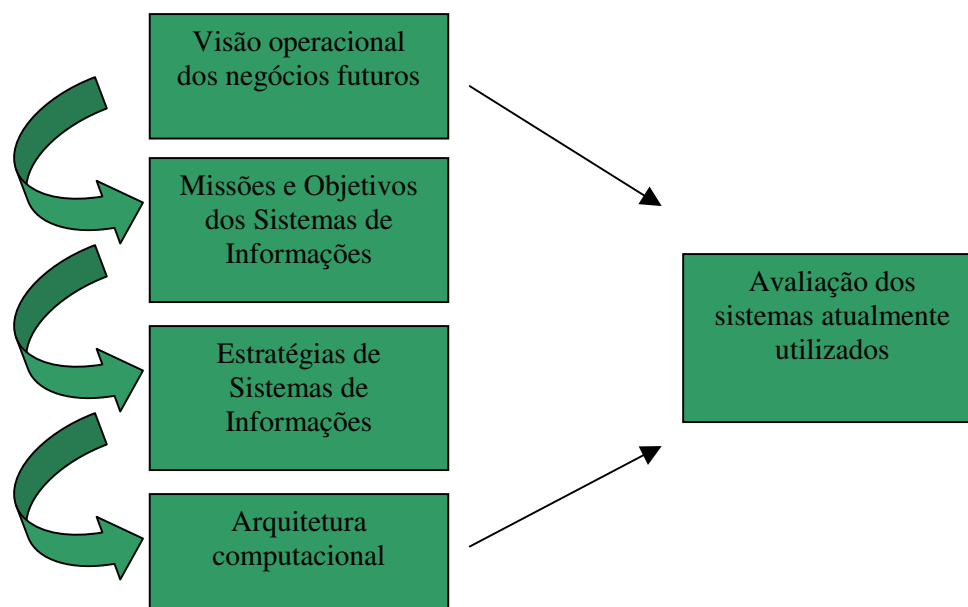 Visão operacional
dos negócios futuros
Missões e Objetivos
dos Sistemas de
Informações
Estratégias de
Sistemas de
Informações
Arquitetura
computacional
Avaliação dos
sistemas atualmente
utilizados